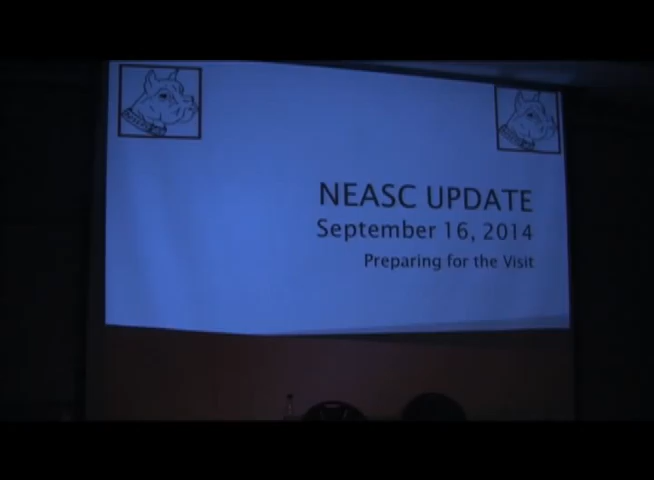 NEASC UPDATE
September 16, 2014
Preparing for the Visit